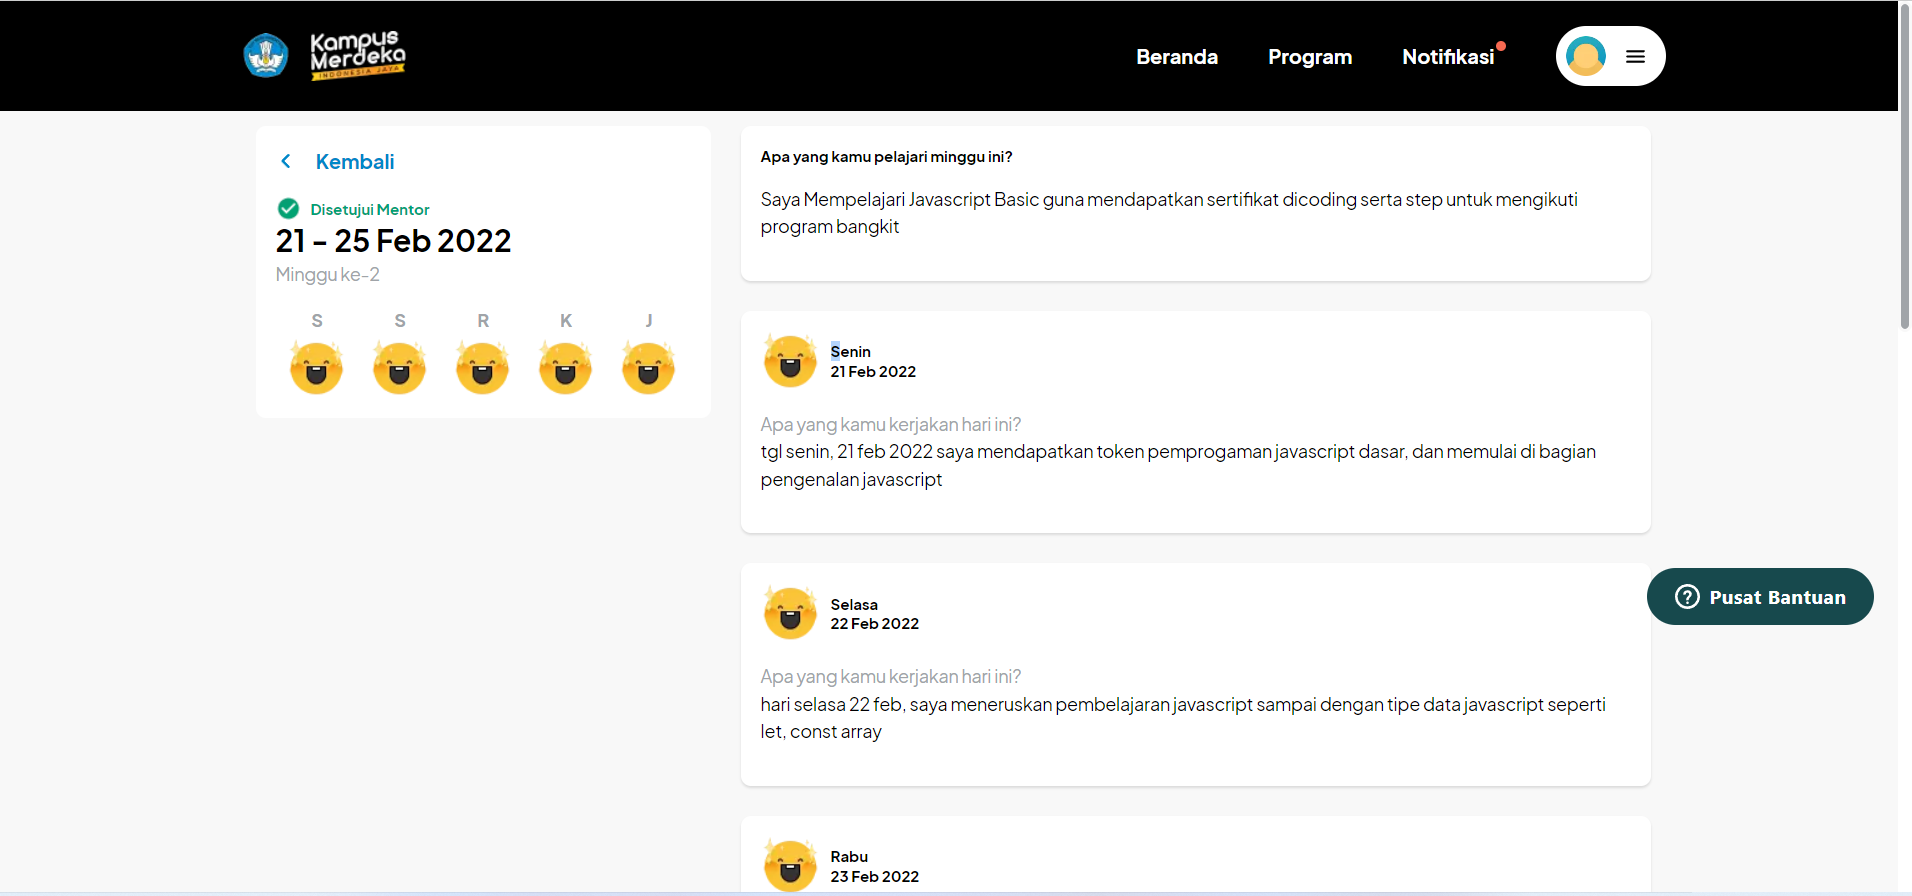 Kampus
Merdeka
INDONESIA JAYA
Beranda
Program
Notifikasi
Kembali
Disetujui Mentor
21 - 25 Feb 2022
Minggu ke-2
S S R K J
Apa yang kamu pelajari minggu ini?
Saya Mempelajari Javascript Basic guna mendapatkan sertifikat dicoding serta step untuk mengikuti
program bangkit
Senin
21 Feb 2022
Apa yang kamu kerjakan hari ini?
tgl senin, 21 feb 2022 saya mendapatkan token pemprogaman javascript dasar, dan memulai di bagian
pengenalan javascript
Selasa
22 Feb 2022
Apa yang kamu kerjakan hari ini?
hari selasa 22 feb, saya meneruskan pembelajaran javascript sampai dengan tipe data javascript seperti
let, const array
Rabu
23 Feb 2022
Pusat Bantuan